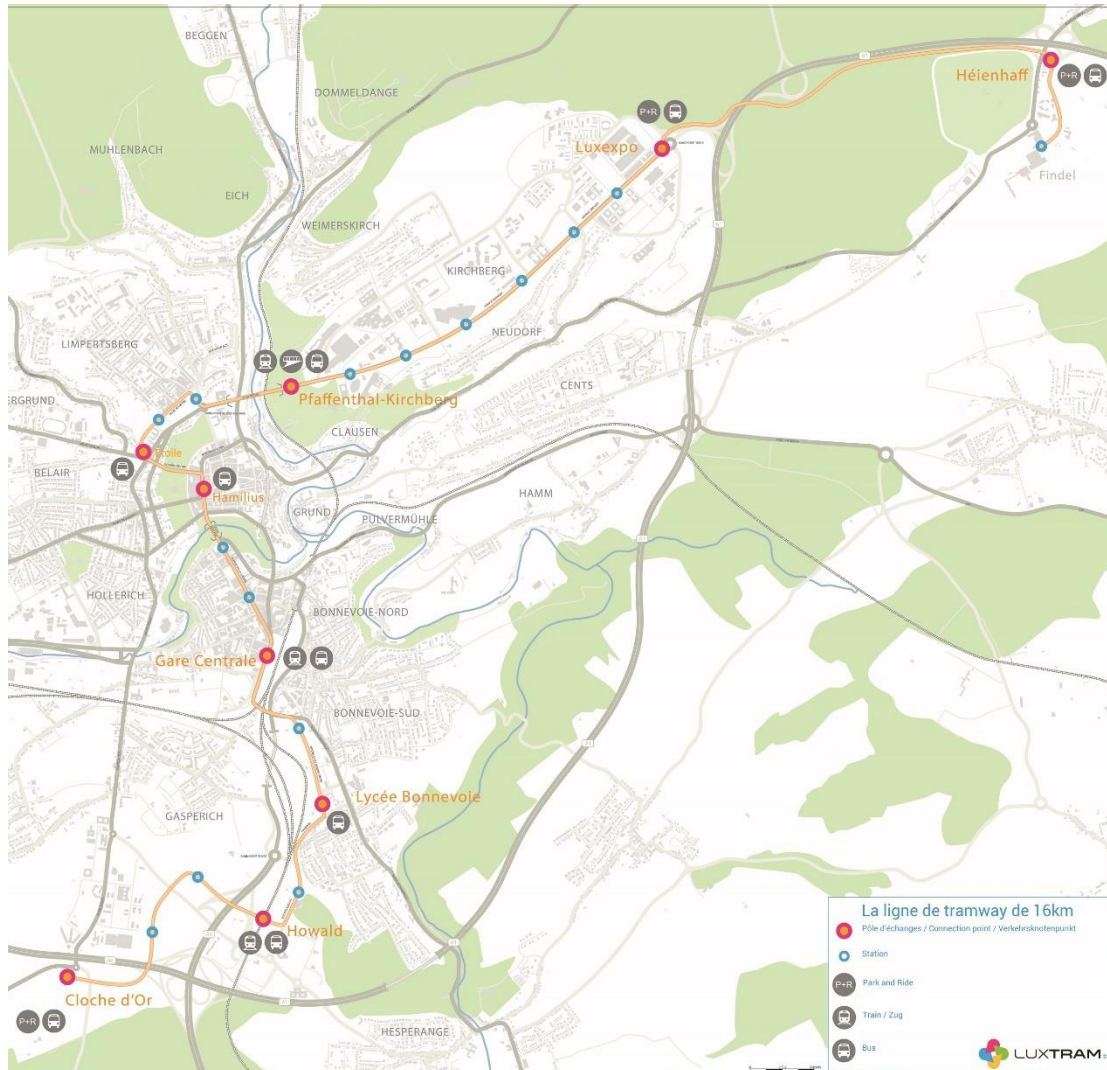 BEGGEN
DOMMELDANGE
Héienhaff
P+R
P+R
MUHLENBACH
Luxexpo
Findel
EICH
WEIMERSKIRCH
KIRCHBERG
NEUDORF
LIMPERTSBERG
Pfaffenthal-Kirchberg
CENTS
ERGRUND
CLAUSEN
Etoile
BELAIR
Hamilius
HAMM
GRUND
PULVERMÜHLE
HOLLERICH
BONNEVOIE-NORD
Gare Centrale
BONNEVOIE-SUD
Lycée Bonnevoie
GASPERICH
Howald
Cloche d'Or
P+R
HESPERANGE
La ligne de tramway de 16km
Pôle d'échanges / Connection point / Verkehrsknotenpunkt
Station
P+R Park and Ride
Train / Zug
Bus
LUXTRAM